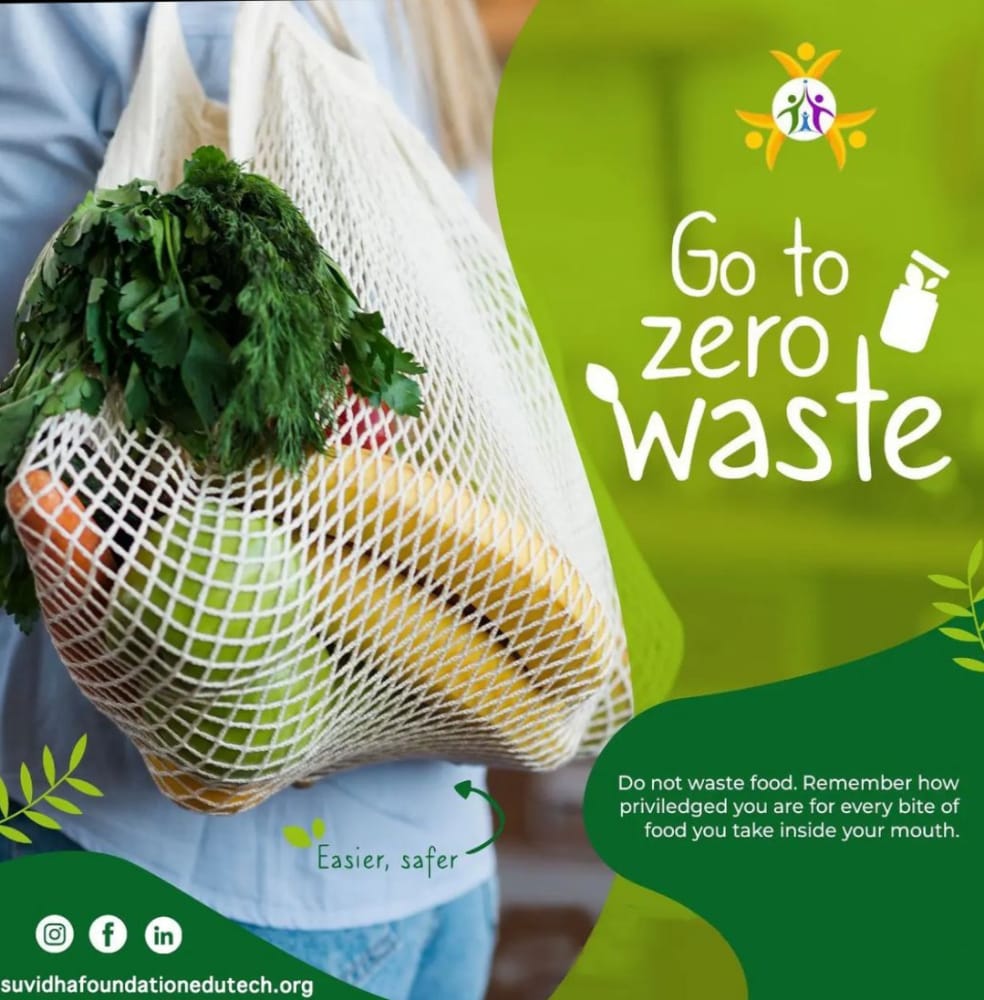 Go to
zero
waste
Do not waste food. Remember how
priviledged you are for every bite of
food you take inside your mouth.
Easier, safer
suvidhafoundationedutech.org